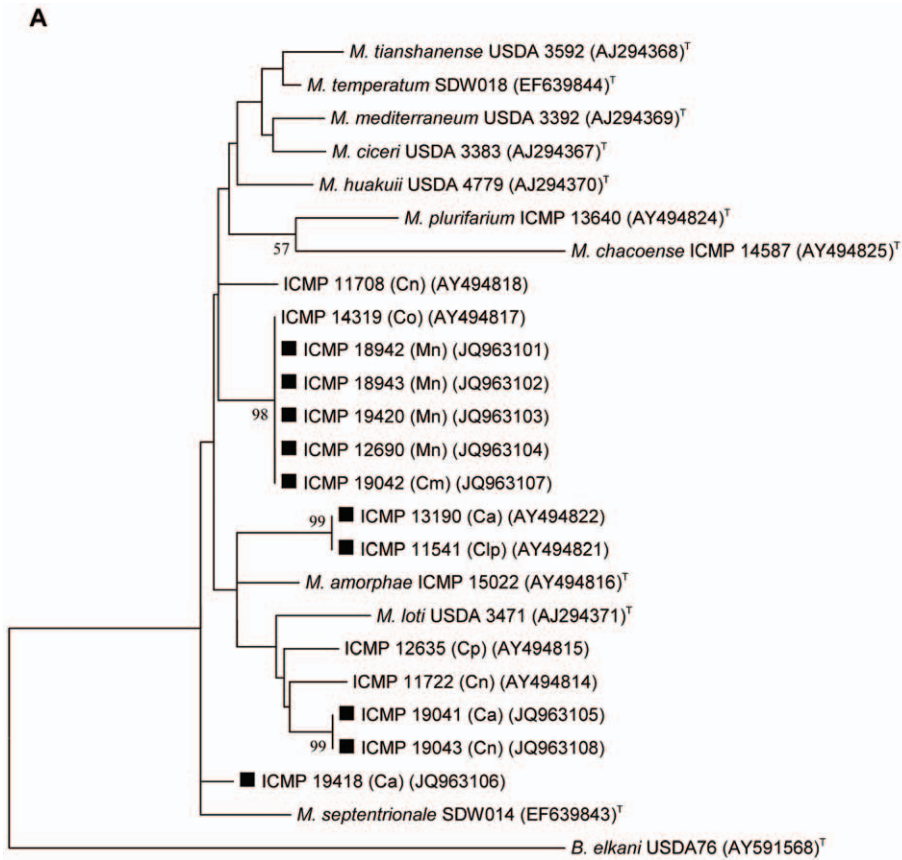 A
M. tianshanense USDA 3592 (AJ294368)T
M. temperatum SDW018 (EF639844)T
M. mediterraneum USDA 3392 (AJ294369)T
M. ciceri USDA 3383 (AJ294367)T
M. huakuii USDA 4779 (AJ294370)T
M. plurifarium ICMP 13640 (AY494824)T
57
M. chacoense ICMP 14587 (AY494825)T
ICMP 11708 (Cn) (AY494818)
ICMP 14319 (Co) (AY494817)
ICMP 18942 (Mn) (JQ963101)
ICMP 18943 (Mn) (JQ963102)
98
ICMP 19420 (Mn) (JQ963103)
ICMP 12690 (Mn) (JQ963104)
ICMP 19042 (Cm) (JQ963107)
99
ICMP 13190 (Ca) (AY494822)
ICMP 11541 (Clp) (AY494821)
M. amorphae ICMP 15022 (AY494816)T
M. loti USDA 3471 (AJ294371)T
ICMP 12635 (Cp) (AY494815)
ICMP 11722 (Cn) (AY494814)
ICMP 19041 (Ca) (JQ963105)
99
ICMP 19043 (Cn) (JQ963108)
ICMP 19418 (Ca) (JQ963106)
M. septentrionale SDW014 (EF639843)T
B. elkani USDA76 (AY591568)T